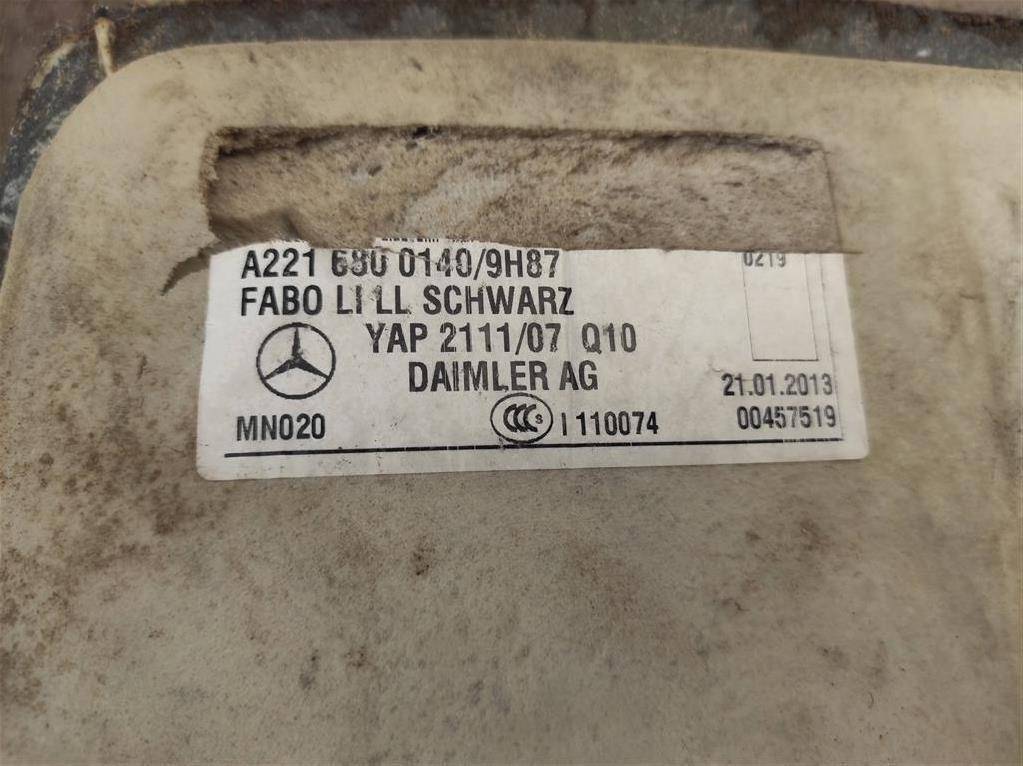 A221 680 0140/9H87
0219
FABO LI LL SCHWARZ
YAP 2111/07 Q10
DAIMLER AG
21.01.2013
MN020
CCC S
I 110074
00457519